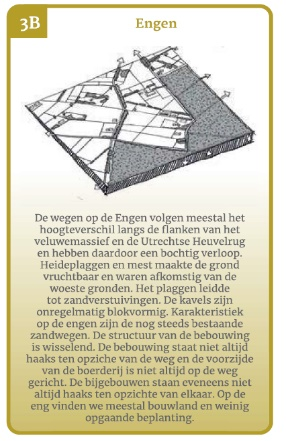 3B
Engen
De wegen op de Engen volgen meestal het
hoogteverschil langs de flanken van het
veluwemassief en de Utrechtse Heuvelrug
en hebben daardoor een bochtig verloop.
Heideplaggen en mest maakte de grond
vruchtbaar en waren afkomstig van de
woeste gronden. Het plaggen leidde
tot zandverstuivingen. De kavels zijn
onregelmatig blokvormig. Karakteristiek
op de engen zijn de nog steeds bestaande
zandwegen. De structuur van de bebouwing
is wisselend. De bebouwing staat niet altijd
haaks ten opziche van de weg en de voorzijde
van de boerderij is niet altijd op de weg
gericht. De bijgebouwen staan eveneens niet
altijd haaks ten opzichte van elkaar. Op de
eng vinden we meestal bouwland en weinig
opgaande beplanting.